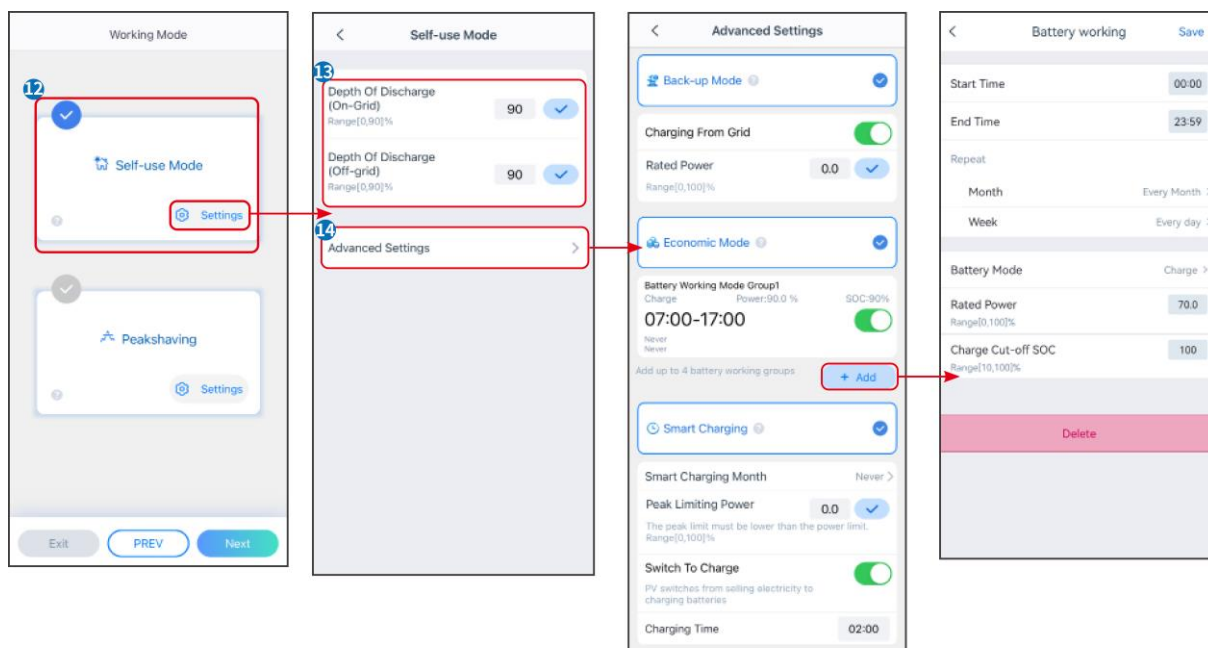 Working Mode
12
Self-use Mode
Settings
Peakshaving
Settings
Exit
PREV
Next
Self-use Mode
13
Depth Of Discharge
(On-Grid)
90
Range[0,90]%
Depth Of Discharge
(Off-grid)
90
Range[0,90]%
14
Advanced Settings
Advanced Settings
Back-up Mode
Charging From Grid
Rated Power
0.0
Range[0,100]%
Economic Mode
Battery Working Mode Group1
Charge Power:90.0 % SOC:90%
07:00-17:00
Never
Never
Add up to 4 battery working groups
+ Add
Smart Charging
Smart Charging Month Never
Peak Limiting Power
0.0
The peak limit must be lower than the power limit.
Range[0,100]%
Switch To Charge
PV switches from selling electricity to
charging batteries
Charging Time 02:00
Battery working Save
Start Time 00:00
End Time 23:59
Repeat
Month Every Month
Week Every day
Battery Mode Charge
Rated Power 70.0
Range[0,100]%
Charge Cut-off SOC 100
Range[10,100]%
Delete